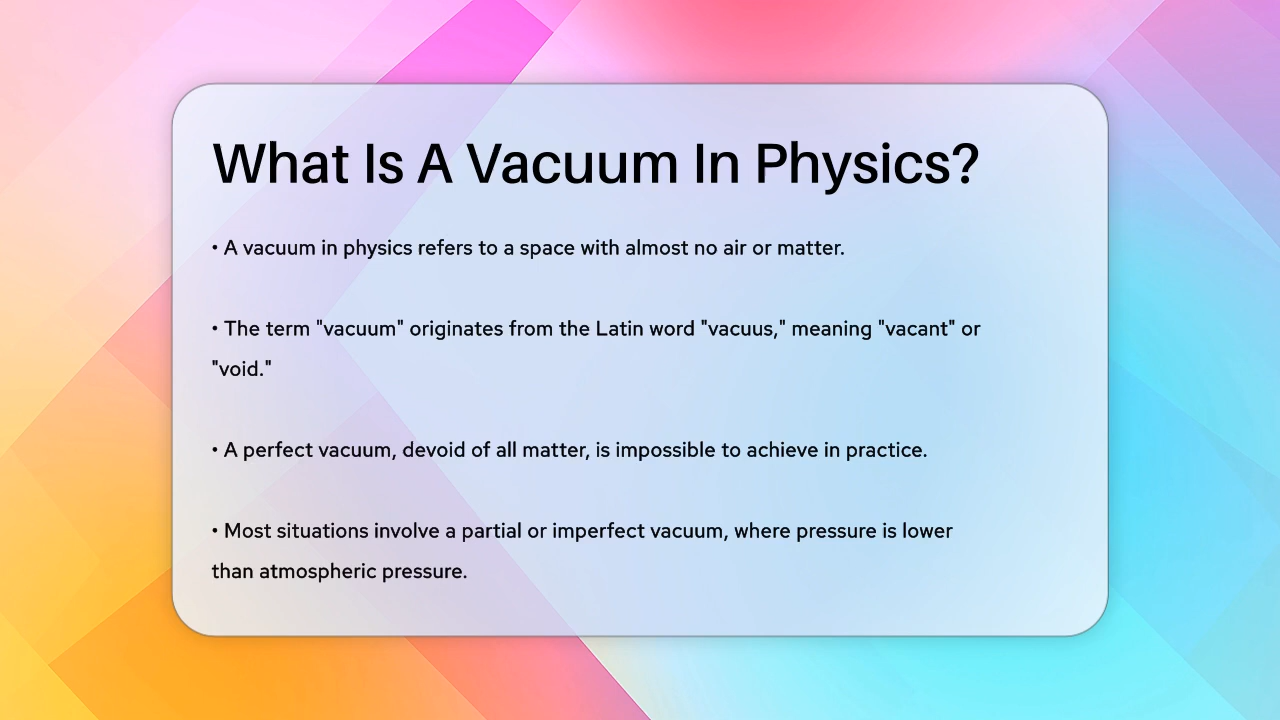 What Is A Vacuum In Physics?
• A vacuum in physics refers to a space with almost no air or matter.
• The term "vacuum" originates from the Latin word "vacuus," meaning "vacant" or
"void."
• A perfect vacuum, devoid of all matter, is impossible to achieve in practice.
• Most situations involve a partial or imperfect vacuum, where pressure is lower
than atmospheric pressure.